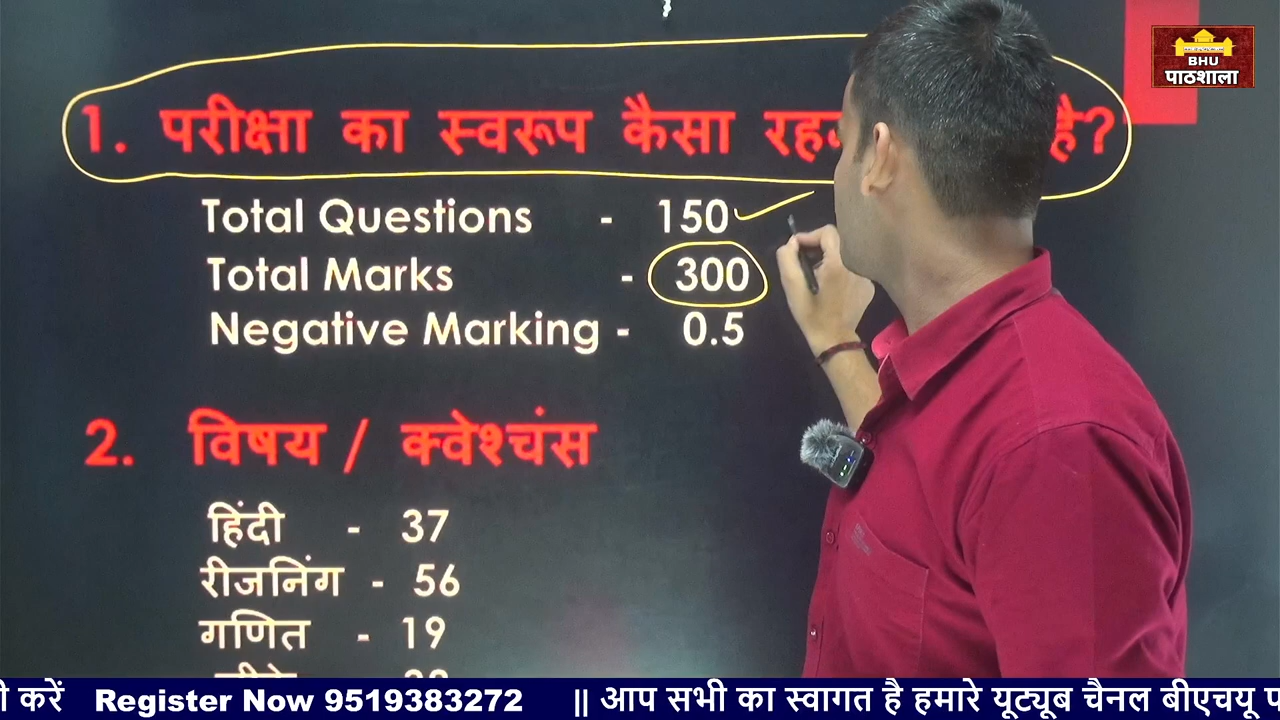 BHU
पाठशाला
1. परीक्षा का स्वरूप कैसा है?
Total Questions - 150
Total Marks - 300
Negative Marking - 0.5
2. विषय / क्वेश्चंस
हिंदी - 37
रीजनिंग - 56
गणित - 19
करें Register Now 9519383272 || आप सभी का स्वागत है हमारे यूट्यूब चैनल बीएचयू